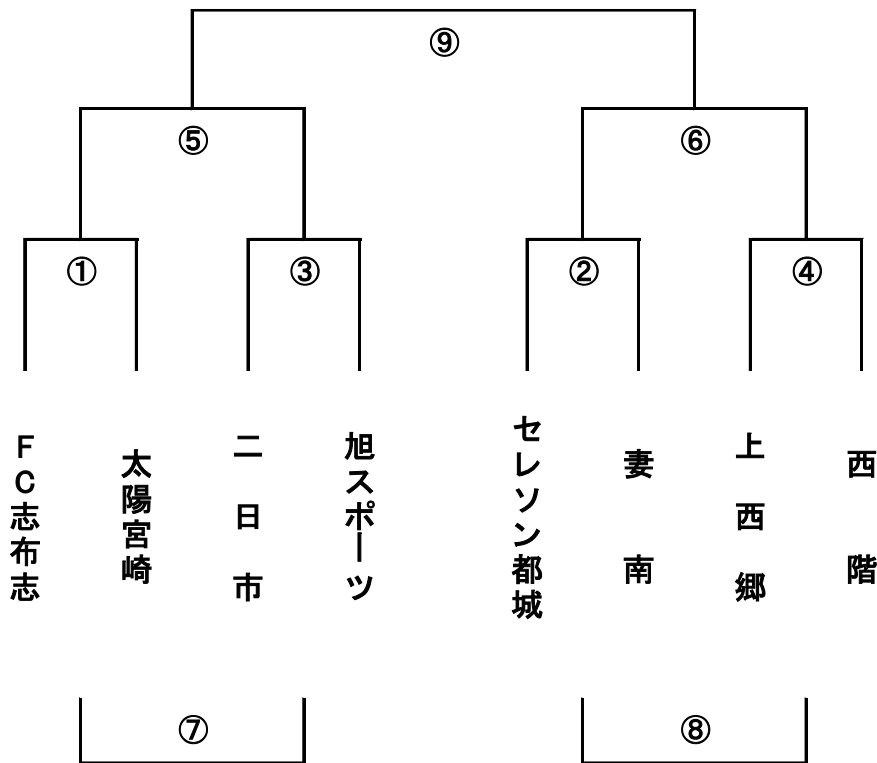 ⑨
⑤
⑥
①
③
②
④
FC志布志
太陽宮崎
二日市
旭スポーツ
セレソン都城
妻南
上西郷
西階
⑦
⑧